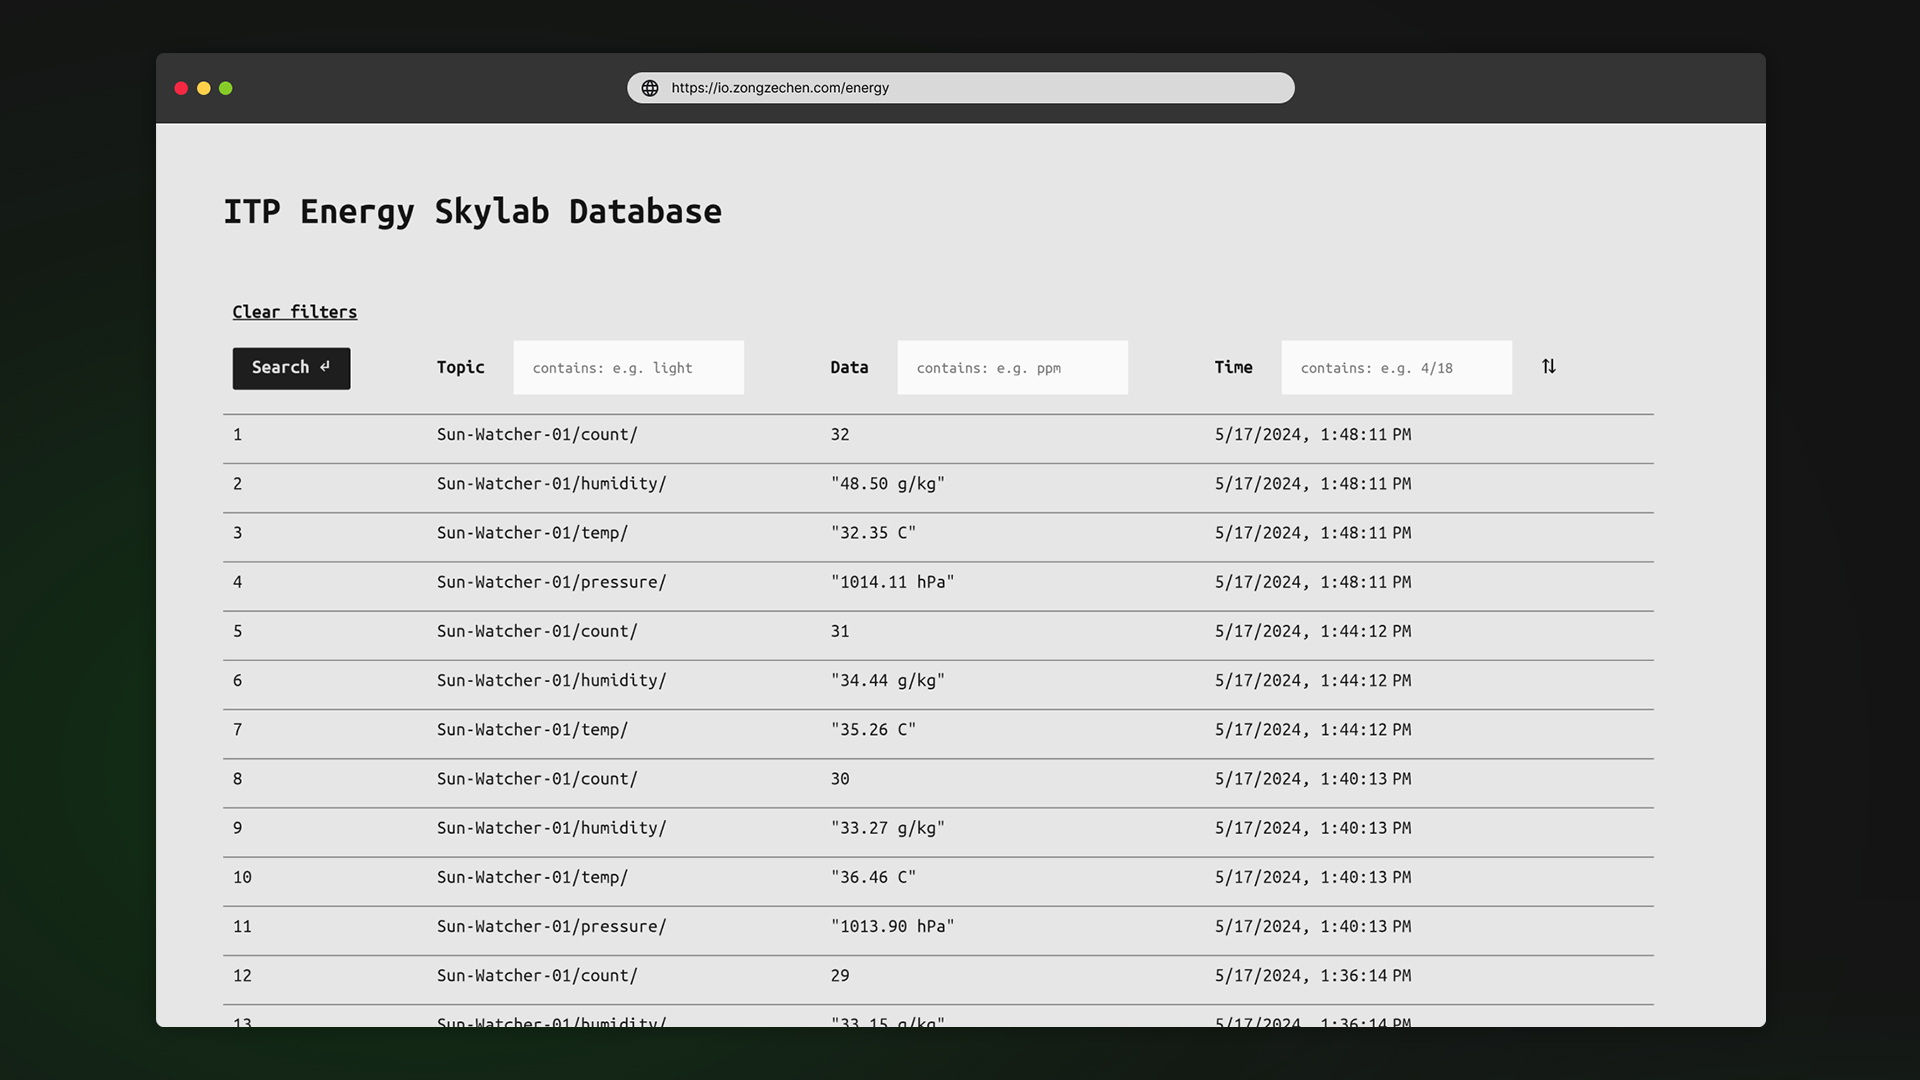 https://io.zongzechen.com/energy
ITP Energy Skylab Database
Clear filters
Search ↲ Topic contains: e.g. light Data contains: e.g. ppm Time contains: e.g. 4/18
1 Sun-Watcher-01/count/ 32 5/17/2024, 1:48:11 PM
2 Sun-Watcher-01/humidity/ "48.50 g/kg" 5/17/2024, 1:48:11 PM
3 Sun-Watcher-01/temp/ "32.35 C" 5/17/2024, 1:48:11 PM
4 Sun-Watcher-01/pressure/ "1014.11 hPa" 5/17/2024, 1:48:11 PM
5 Sun-Watcher-01/count/ 31 5/17/2024, 1:44:12 PM
6 Sun-Watcher-01/humidity/ "34.44 g/kg" 5/17/2024, 1:44:12 PM
7 Sun-Watcher-01/temp/ "35.26 C" 5/17/2024, 1:44:12 PM
8 Sun-Watcher-01/count/ 30 5/17/2024, 1:40:13 PM
9 Sun-Watcher-01/humidity/ "33.27 g/kg" 5/17/2024, 1:40:13 PM
10 Sun-Watcher-01/temp/ "36.46 C" 5/17/2024, 1:40:13 PM
11 Sun-Watcher-01/pressure/ "1013.90 hPa" 5/17/2024, 1:40:13 PM
12 Sun-Watcher-01/count/ 29 5/17/2024, 1:36:14 PM
13 Sun-Watcher-01/humidity/ "33.15 g/kg" 5/17/2024, 1:36:14 PM